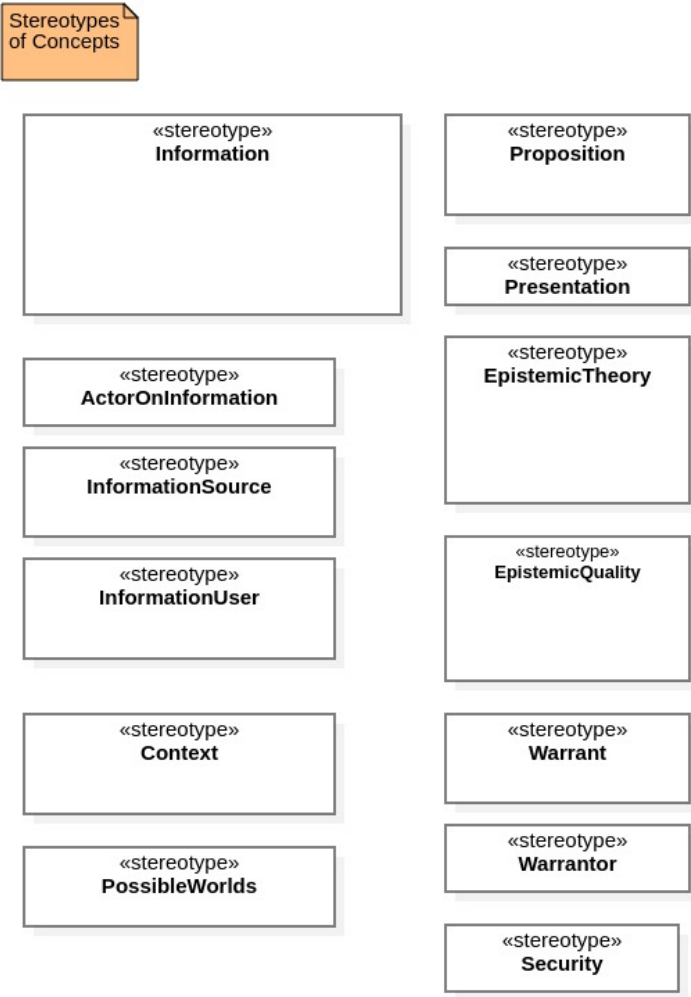 Stereotypes
of Concepts
«stereotype»
Information
«stereotype»
ActorOnInformation
«stereotype»
InformationSource
«stereotype»
InformationUser
«stereotype»
Context
«stereotype»
PossibleWorlds
«stereotype»
Proposition
«stereotype»
Presentation
«stereotype»
EpistemicTheory
«stereotype»
EpistemicQuality
«stereotype»
Warrant
«stereotype»
Warrantor
«stereotype»
Security